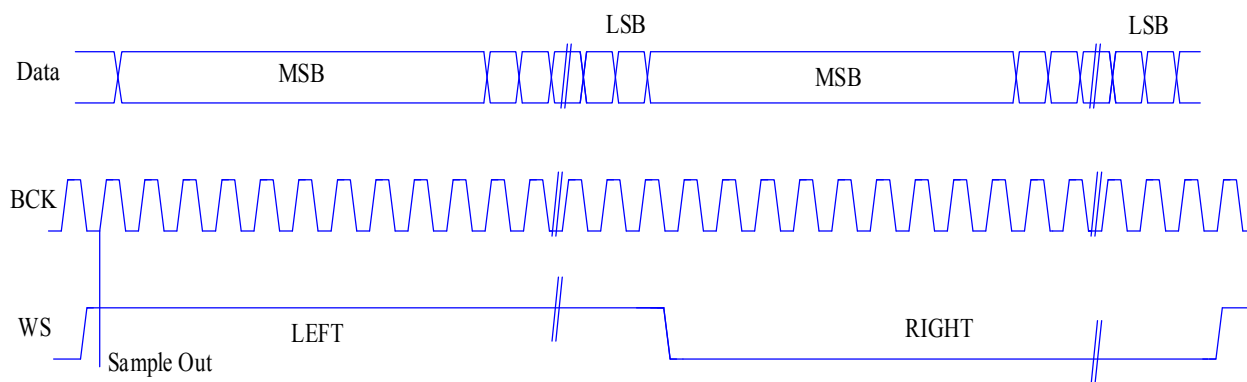 LSB
LSB
Data
MSB
MSB
BCK
WS
LEFT
RIGHT
Sample Out